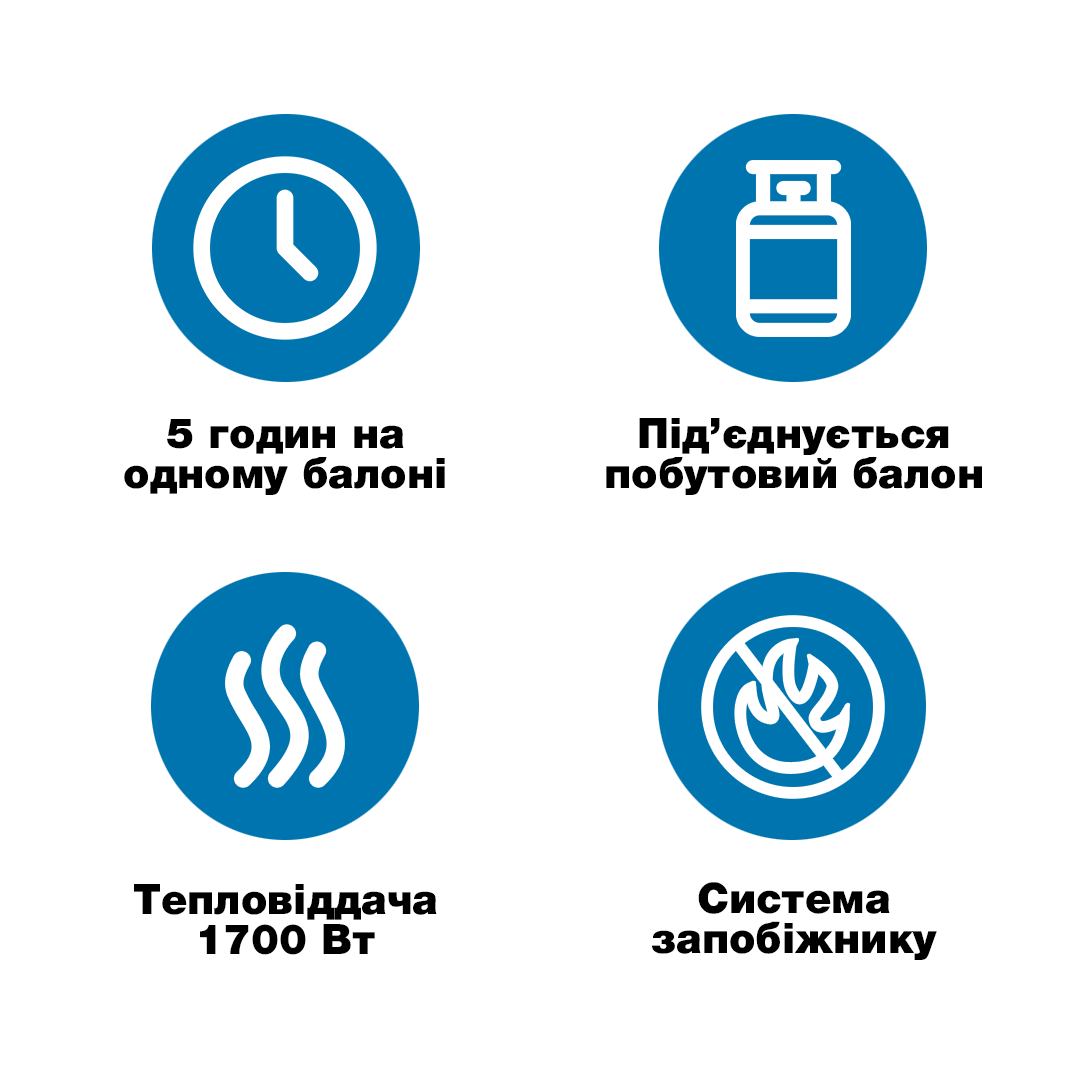 5 годин на
одному балоні
Під’єднується
побутовий балон
Тепловіддача
1700 Вт
Система
запобіжнику